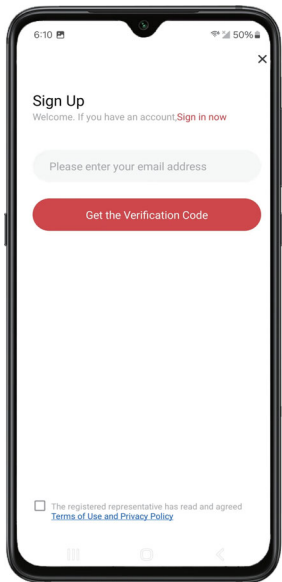 6:10 50%
Sign Up
Welcome. If you have an account,Sign in now
Please enter your email address
Get the Verification Code
The registered representative has read and agreed
Terms of Use and Privacy Policy